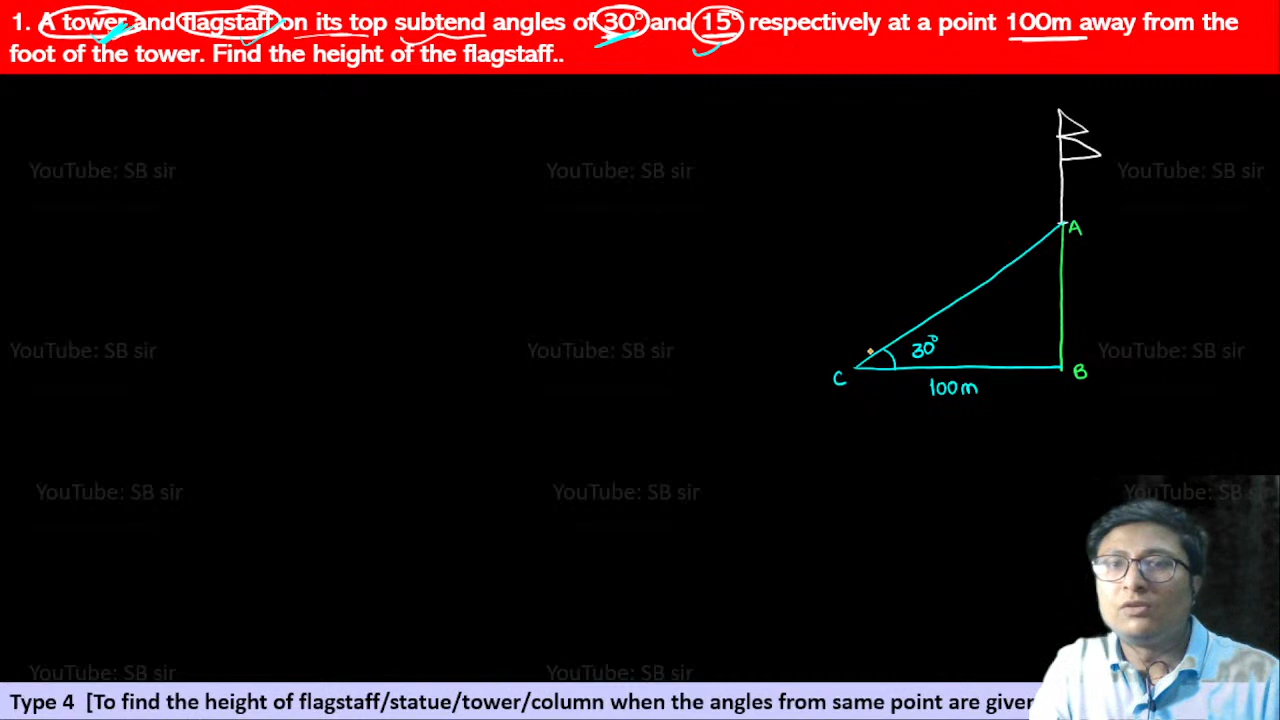 1. A tower and flagstaff on its top subtend angles of 30° and 15° respectively at a point 100m away from the
foot of the tower. Find the height of the flagstaff..
YouTube: SB sir YouTube: SB sir YouTube: SB sir
A
30°
YouTube: SB sir YouTube: SB sir YouTube: SB sir
C B
100m
YouTube: SB sir YouTube: SB sir YouTube: SB
YouTube: SB sir YouTube: SB sir
Type 4 [To find the height of flagstaff/statue/tower/column when the angles from same point are given